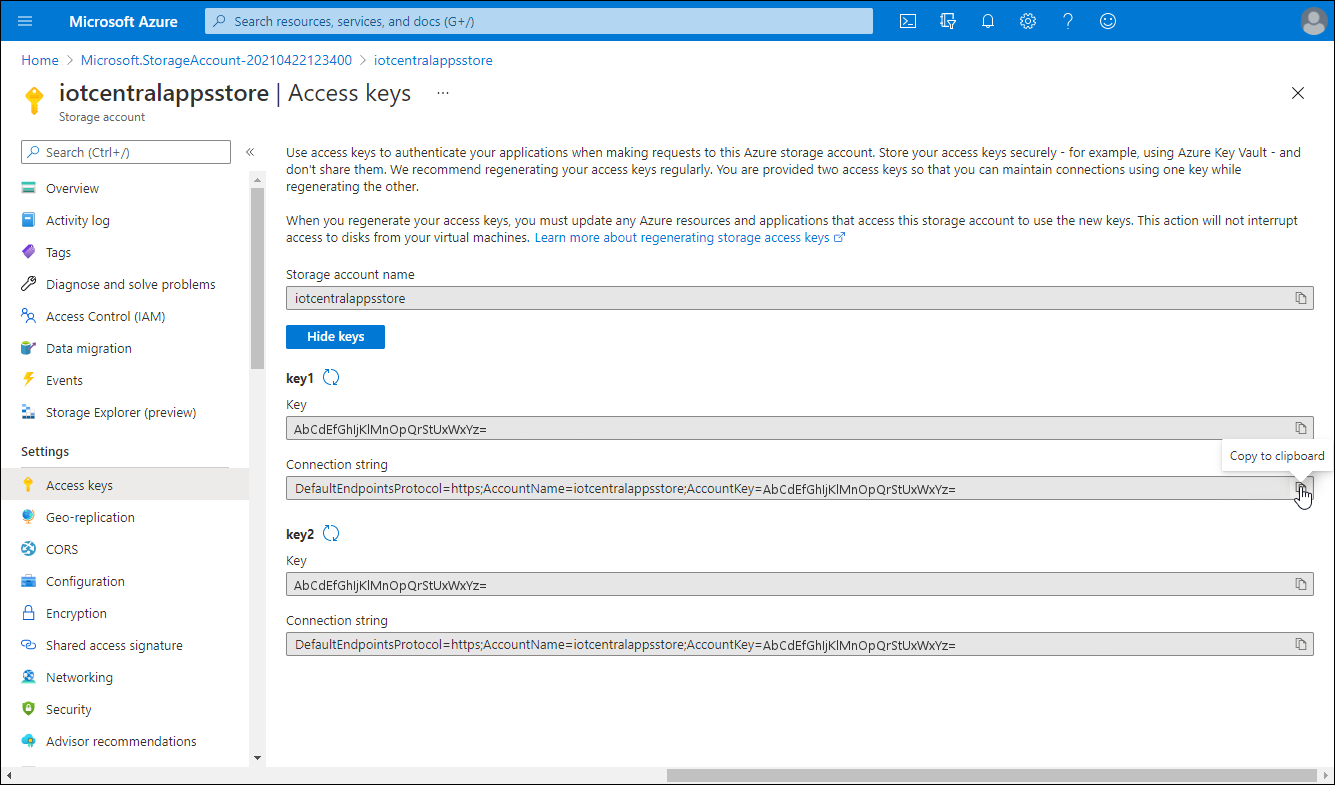 Microsoft Azure
Search resources, services, and docs (G+/)
Home > Microsoft.StorageAccount-20210422123400 > iotcentralappsstore
iotcentralappsstore | Access keys ...
Storage account
Search (Ctrl+/)
«
Overview
Activity log
Tags
Diagnose and solve problems
Access Control (IAM)
Data migration
Events
Storage Explorer (preview)
Settings
Access keys
Geo-replication
CORS
Configuration
Encryption
Shared access signature
Networking
Security
Advisor recommendations
Use access keys to authenticate your applications when making requests to this Azure storage account. Store your access keys securely - for example, using Azure Key Vault - and
don't share them. We recommend regenerating your access keys regularly. You are provided two access keys so that you can maintain connections using one key while
regenerating the other.
When you regenerate your access keys, you must update any Azure resources and applications that access this storage account to use the new keys. This action will not interrupt
access to disks from your virtual machines. Learn more about regenerating storage access keys
Storage account name
iotcentralappsstore
Hide keys
key1
Key
AbCdEfGhIjKlMnOpQrStUxWxYz=
Copy to clipboard
Connection string
DefaultEndpointsProtocol=https;AccountName=iotcentralappsstore;AccountKey=AbCdEfGhIjKlMnOpQrStUxWxYz=
key2
Key
AbCdEfGhIjKlMnOpQrStUxWxYz=
Connection string
DefaultEndpointsProtocol=https;AccountName=iotcentralappsstore;AccountKey=AbCdEfGhIjKlMnOpQrStUxWxYz=